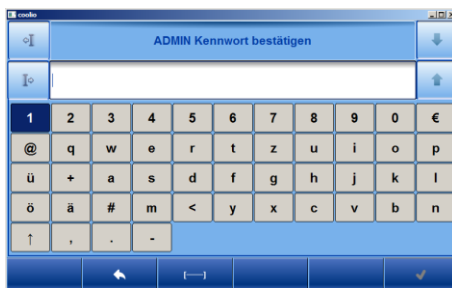 coolio
ADMIN Kennwort bestätigen
1 2 3 4 5 6 7 8 9 0 €
@ q w e r t z u i o p
ü + a s d f g h j k l
ö ä # m < y x c v b n
↑ , . -